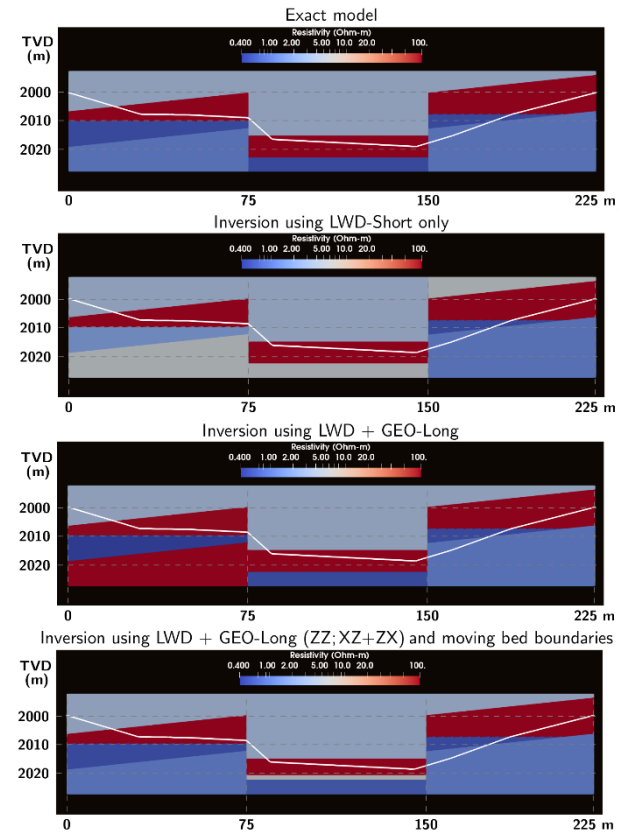 Exact model
TVD
(m)
Resistivity (Ohm-m)
0.400 1.00 2.00 5.00 10.0 20.0 100.
2000
2010
2020
0 75 150 225 m
Inversion using LWD-Short only
TVD
(m)
Resistivity (Ohm-m)
0.400 1.00 2.00 5.00 10.0 20.0 100.
2000
2010
2020
0 75 150 225 m
Inversion using LWD + GEO-Long
TVD
(m)
Resistivity (Ohm-m)
0.400 1.00 2.00 5.00 10.0 20.0 100.
2000
2010
2020
0 75 150 225 m
Inversion using LWD + GEO-Long (ZZ; XZ+ZX) and moving bed boundaries
TVD
(m)
Resistivity (Ohm-m)
0.400 1.00 2.00 5.00 10.0 20.0 100.
2000
2010
2020
0 75 150 225 m